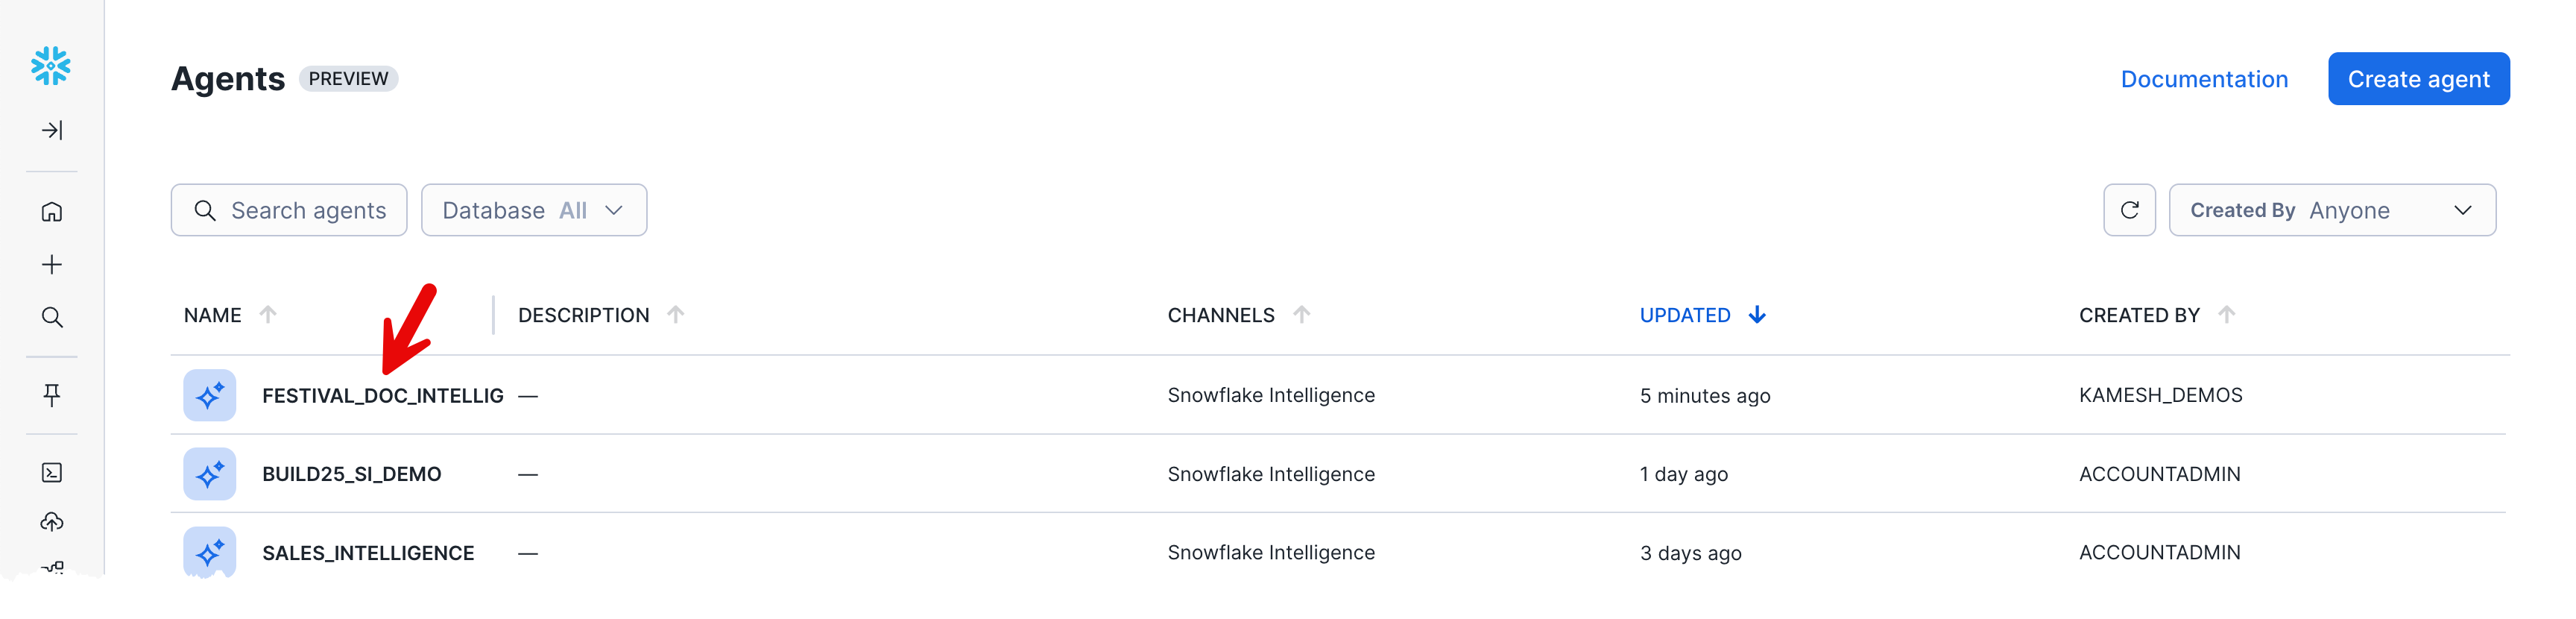 Agents PREVIEW Documentation Create agent
Search agents Database All Created By Anyone
NAME DESCRIPTION CHANNELS UPDATED CREATED BY
FESTIVAL_DOC_INTELLIG — Snowflake Intelligence 5 minutes ago KAMESH_DEMOS
BUILD25_SI_DEMO — Snowflake Intelligence 1 day ago ACCOUNTADMIN
SALES_INTELLIGENCE — Snowflake Intelligence 3 days ago ACCOUNTADMIN